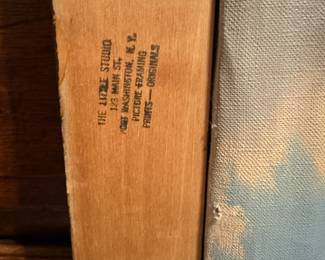 THE LITTLE STUDIO
123 MAIN ST.
PORT WASHINGTON, N. Y.
PICTURE FRAMING
PRINTS — ORIGINALS